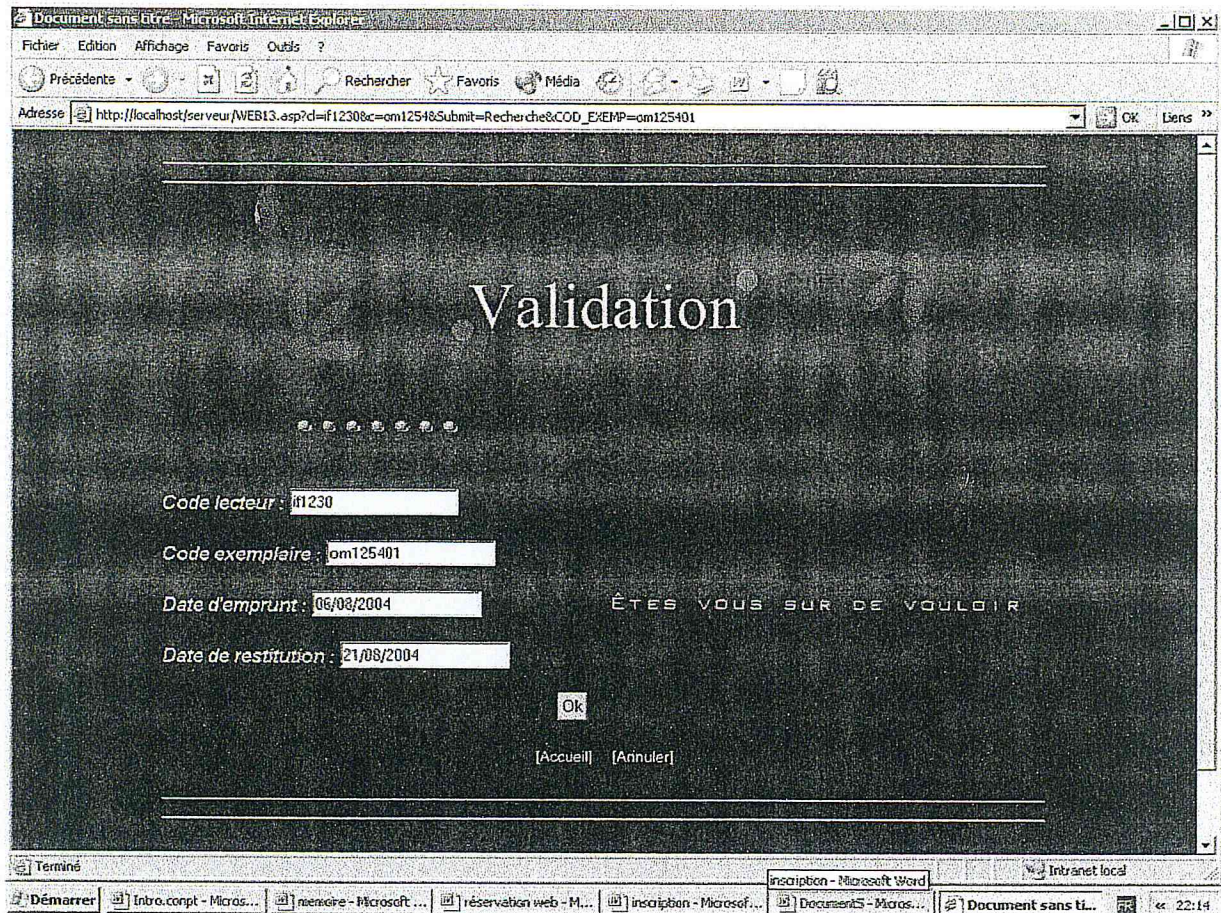 Document sans titre - Microsoft Internet Explorer
Fichier Edition Affichage Favoris Outils ?
Précédente Rechercher Favoris Média
Adresse http://localhost/serveur/WEB13.asp?cl=if1230&c=om1254&Submit=Recherche&COD_EXEMP=om125401 OK Liens »
Validation
Code lecteur : if1230
Code exemplaire : om125401
Date d'emprunt : 06/08/2004 ÊTES VOUS SUR DE VOULOIR
Date de restitution : 21/08/2004
Ok
[Accueil] [Annuler]
Terminé Intranet local
inscription - Microsoft Word
Démarrer Intro.conpt - Micros... memoire - Microsoft ... réservation web - M... inscription - Microsof... Document5 - Micros... Document sans ti... FR « 22:14